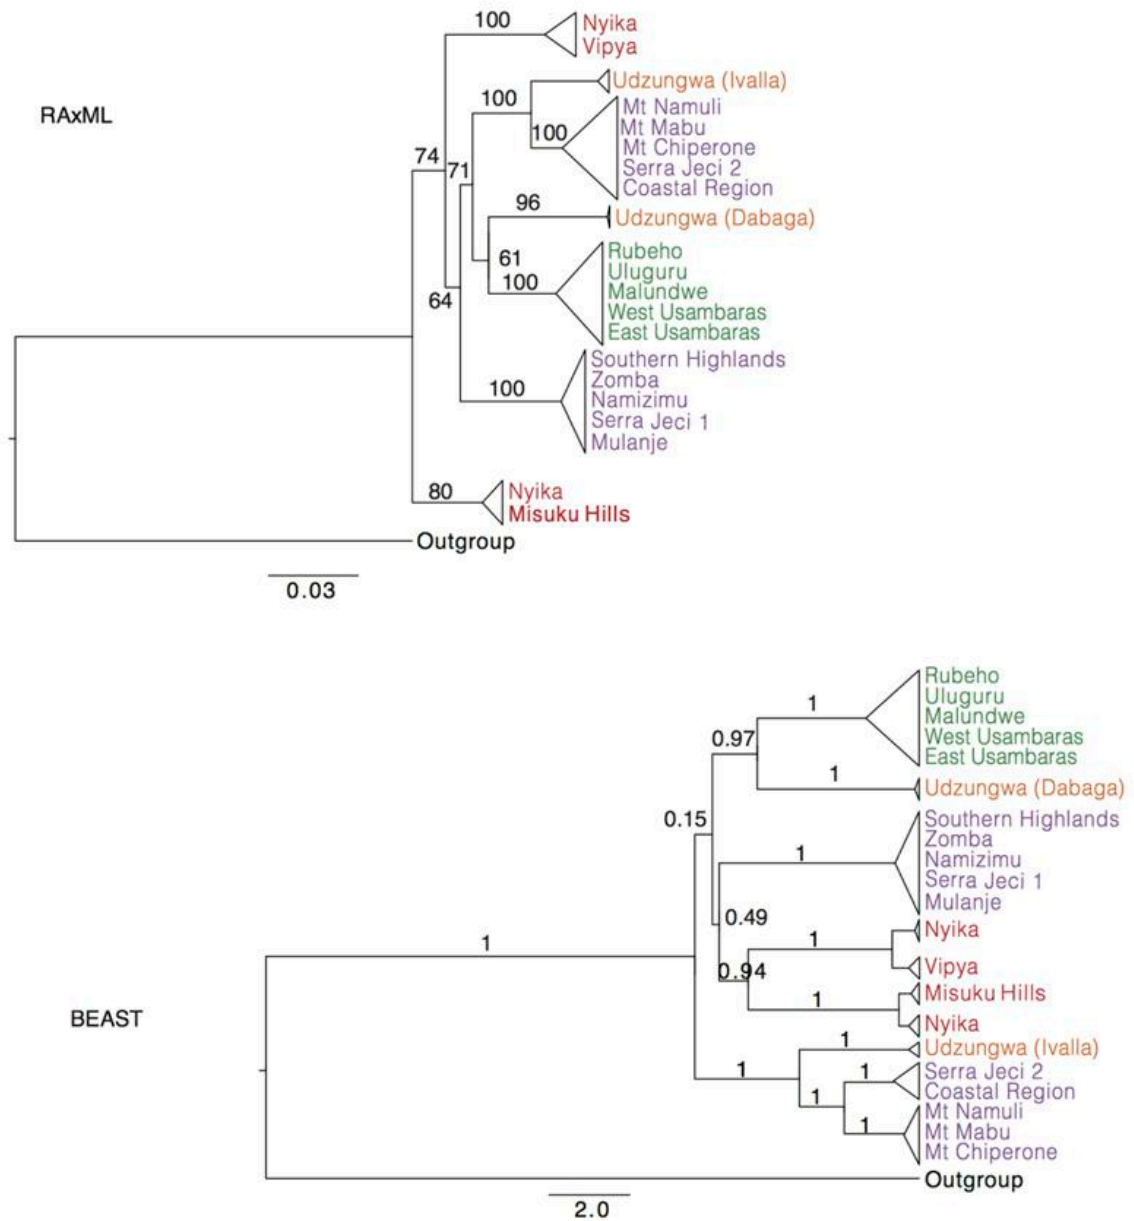 100
Nyika
Vipya
Udzungwa (Ivalla)
RAxML
100
Mt Namuli
Mt Mabu
100
Mt Chiperone
Serra Jeci 2
Coastal Region
74
71
96
Udzungwa (Dabaga)
61
Rubeho
Uluguru
100
Malundwe
West Usambaras
East Usambaras
64
Southern Highlands
Zomba
100
Namizimu
Serra Jeci 1
Mulanje
80
Nyika
Misuku Hills
Outgroup
0.03
Rubeho
Uluguru
1
Malundwe
West Usambaras
East Usambaras
0.97
1
Udzungwa (Dabaga)
0.15
Southern Highlands
Zomba
1
Namizimu
Serra Jeci 1
Mulanje
0.49
Nyika
1
1
0.94
Vipya
Misuku Hills
1
BEAST
Nyika
1
Udzungwa (Ivalla)
1
1
Serra Jeci 2
Coastal Region
1
Mt Namuli
1
Mt Mabu
Mt Chiperone
Outgroup
2.0